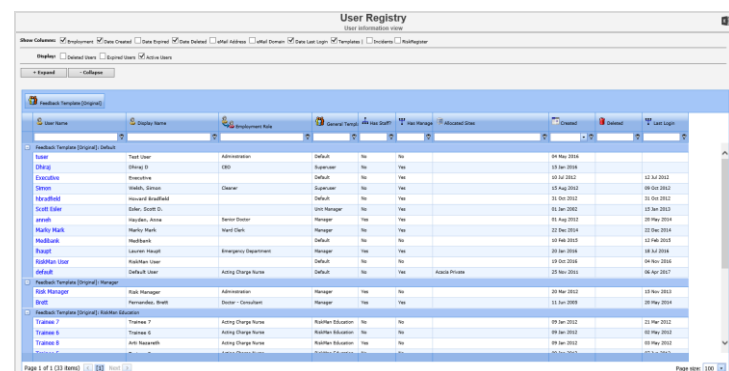 User Registry
User information view
Show Columns: Employment Date Created Date Expired Date Deleted eMail Address eMail Domain Date Last Login Templates | Incidents RiskRegister
Display: Deleted Users Expired Users Active Users
+ Expand - Collapse
Feedback Template (Original)
User Name Display Name Employment Role General Templ Has Staff? Has Manage Allocated Sites Created Deleted Last Login
Feedback Template (Original): Default
tuser Test User Administration Default No No 04 May 2016
Dhiraj Dhiraj D CEO Superuser No Yes 15 Jan 2016
Executive Executive Default No No 10 Jul 2012 12 Jul 2012
Simon Welsh, Simon Cleaner Superuser No Yes 15 Aug 2012 09 Oct 2012
hbradfield Howard Bradfield Default No No 31 Oct 2012 31 Oct 2012
Scott Esler Esler, Scott D. Unit Manager No Yes 01 Jan 2002 15 Jan 2013
anneh Haydan, Anna Senior Doctor Manager Yes Yes 01 Aug 2012 20 May 2014
Marky Mark Marky Mark Ward Clerk Manager Yes Yes 22 Dec 2014 22 Dec 2014
Medibank Medibank Default No No 10 Feb 2015 12 Feb 2015
lhaupt Lauren Haupt Emergency Department Manager Yes Yes 20 Jan 2016 18 Jul 2016
RiskMan User RiskMan User Default No No 19 Oct 2016 04 Nov 2016
default Default User Acting Charge Nurse Default No Yes Acacia Private 25 Nov 2011 06 Apr 2017
Feedback Template (Original): Manager
Risk Manager Risk Manager Administration Manager Yes No 20 Mar 2012 15 Nov 2013
Brett Fernandez, Brett Doctor - Consultant Manager Yes No 11 Jun 2005 20 May 2014
Feedback Template (Original): RiskMan Education
Trainee 7 Trainee 7 Acting Charge Nurse RiskMan Education No No 09 Jan 2012 21 Mar 2012
Trainee 6 Trainee 6 Acting Charge Nurse RiskMan Education No No 09 Jan 2012 02 May 2012
Trainee 8 Arti Nazareth Acting Charge Nurse RiskMan Education Yes No 09 Jan 2012 03 May 2012
Page 1 of 1 (33 items) [1] Next Page size: 100